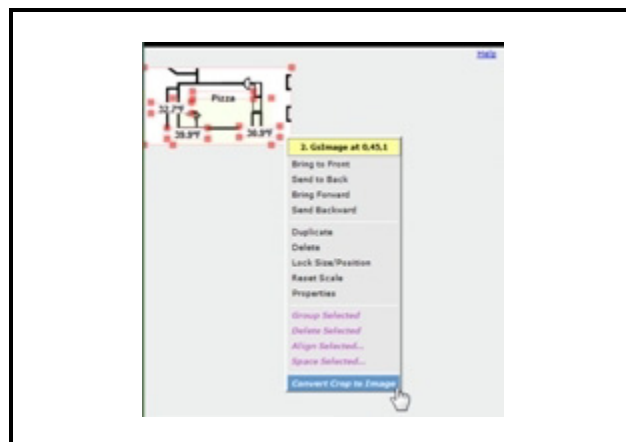 Help
Pizza
32.7°F
39.9°F
36.9°F
2. GsImage at 0,45,1
Bring to Front
Send to Back
Bring Forward
Send Backward
Duplicate
Delete
Lock Size/Position
Reset Scale
Properties
Group Selected
Delete Selected
Align Selected...
Space Selected...
Convert Crop to Image